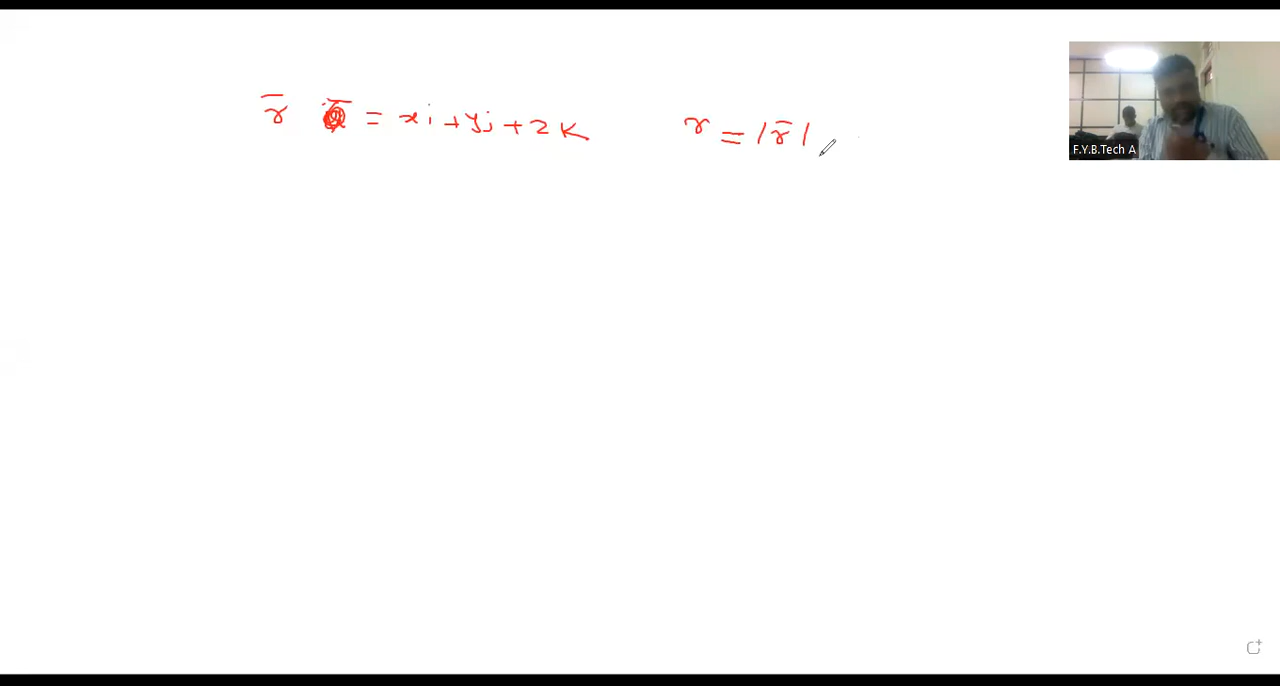 r̄ = xi + yj + zk r = |r̄|
F.Y.B.Tech A